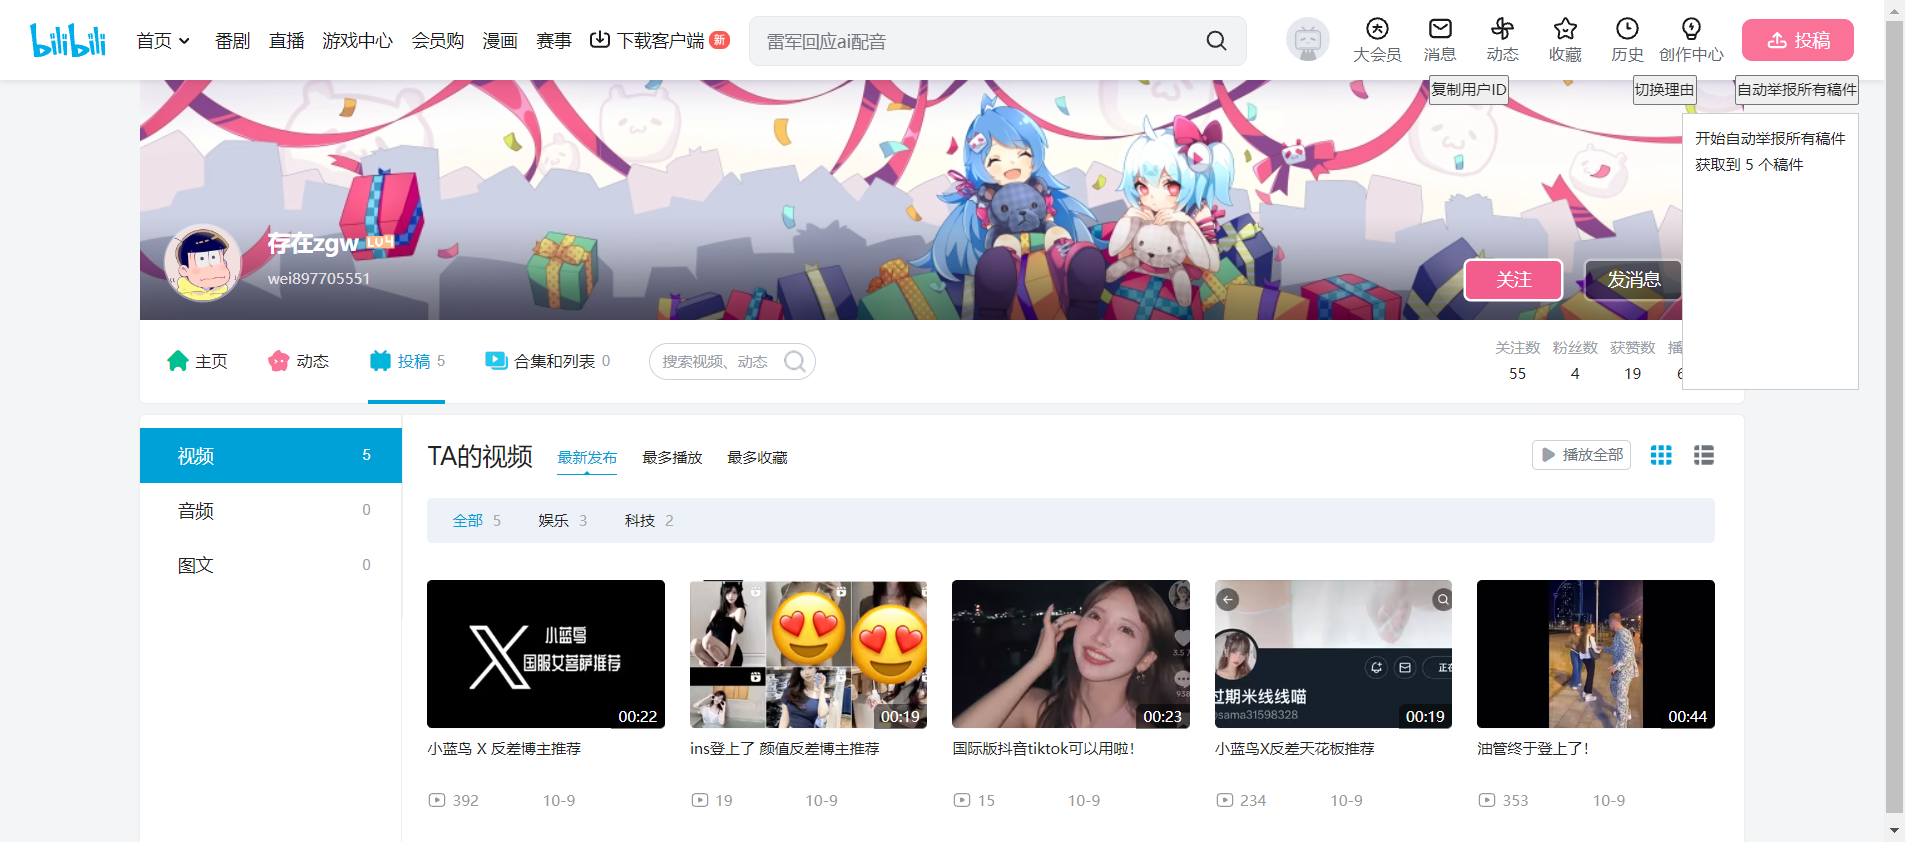 bilibili
首页 番剧 直播 游戏中心 会员购 漫画 赛事 下载客户端 新
雷军回应ai配音
大会员 消息 动态 收藏 历史 创作中心 投稿
复制用户ID 切换理由 自动举报所有稿件
开始自动举报所有稿件
获取到 5 个稿件
存在zgw LV4
wei897705551
关注 发消息
主页 动态 投稿 5 合集和列表 0 搜索视频、动态
关注数 粉丝数 获赞数 播
55 4 19 6
视频 5
音频 0
图文 0
TA的视频 最新发布 最多播放 最多收藏 播放全部
全部 5 娱乐 3 科技 2
小蓝鸟
X 国服女菩萨推荐
00:22
小蓝鸟 X 反差博主推荐
392 10-9
00:19
ins登上了 颜值反差博主推荐
19 10-9
3.5
938
00:23
国际版抖音tiktok可以用啦!
15 10-9
正在
过期米线线喵
sama31598328
00:19
小蓝鸟X反差天花板推荐
234 10-9
00:44
油管终于登上了!
353 10-9